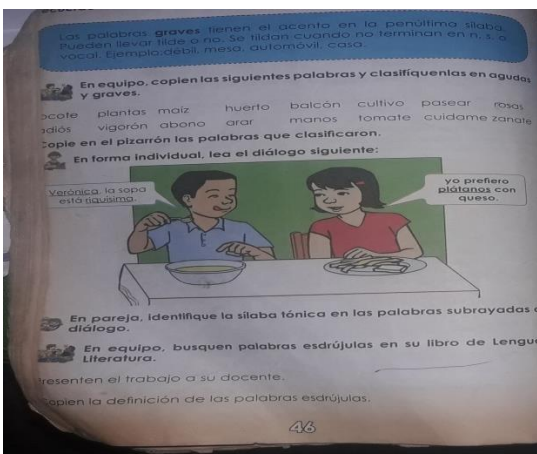 Las palabras graves tienen el acento en la penúltima sílaba.
Pueden llevar tilde o no. Se tildan cuando no terminan en n, s, o
vocal. Ejemplo:débil, mesa, automóvil, casa.
En equipo, copien las siguientes palabras y clasifíquenlas en agudas
y graves.
ocote plantas maíz huerto balcón cultivo pasear rosas
adiós vigorón abono arar manos tomate cuídame zanate
Copie en el pizarrón las palabras que clasificaron.
En forma individual, lea el diálogo siguiente:
Verónica, la sopa
está riquísima.
yo prefiero
plátanos con
queso.
En pareja, identifique la sílaba tónica en las palabras subrayadas
diálogo.
En equipo, busquen palabras esdrújulas en su libro de Lengu
Literatura.
resenten el trabajo a su docente.
Copien la definición de las palabras esdrújulas.
46